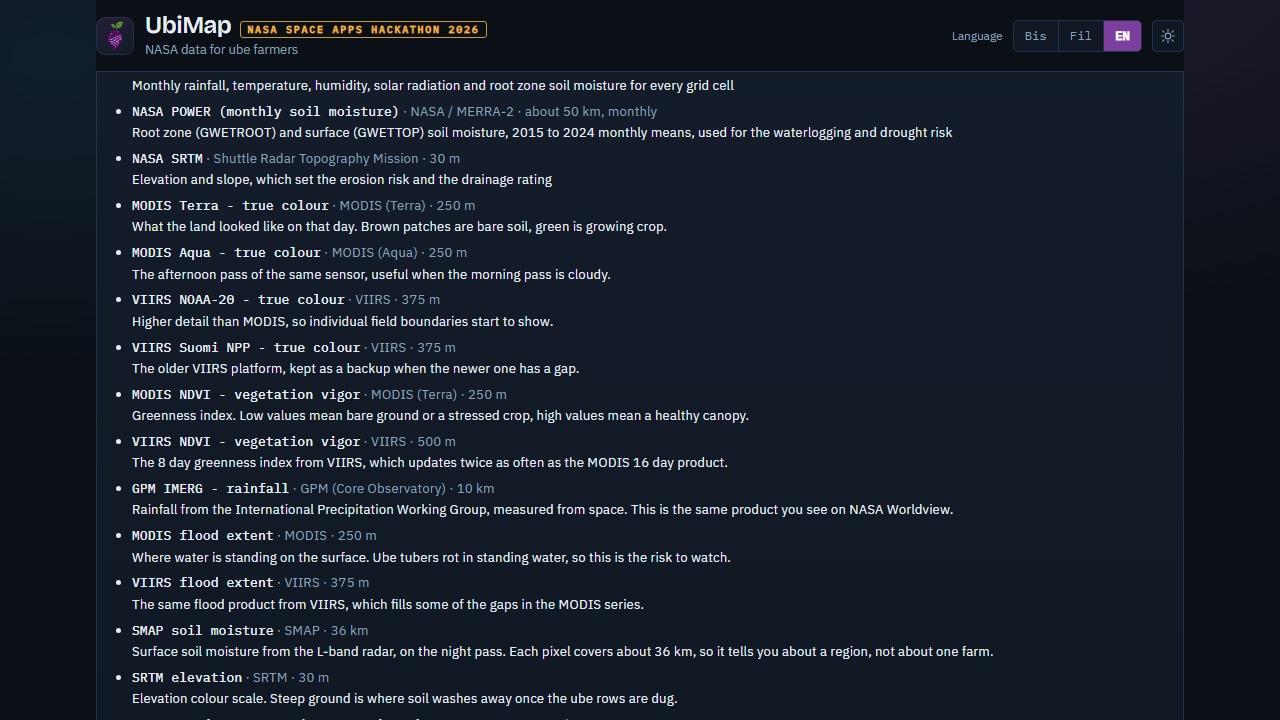 UbiMap NASA SPACE APPS HACKATHON 2026
NASA data for ube farmers
Language Bis Fil EN
Monthly rainfall, temperature, humidity, solar radiation and root zone soil moisture for every grid cell
• NASA POWER (monthly soil moisture) · NASA / MERRA-2 · about 50 km, monthly
Root zone (GWETROOT) and surface (GWETTOP) soil moisture, 2015 to 2024 monthly means, used for the waterlogging and drought risk
• NASA SRTM · Shuttle Radar Topography Mission · 30 m
Elevation and slope, which set the erosion risk and the drainage rating
• MODIS Terra - true colour · MODIS (Terra) · 250 m
What the land looked like on that day. Brown patches are bare soil, green is growing crop.
• MODIS Aqua - true colour · MODIS (Aqua) · 250 m
The afternoon pass of the same sensor, useful when the morning pass is cloudy.
• VIIRS NOAA-20 - true colour · VIIRS · 375 m
Higher detail than MODIS, so individual field boundaries start to show.
• VIIRS Suomi NPP - true colour · VIIRS · 375 m
The older VIIRS platform, kept as a backup when the newer one has a gap.
• MODIS NDVI - vegetation vigor · MODIS (Terra) · 250 m
Greenness index. Low values mean bare ground or a stressed crop, high values mean a healthy canopy.
• VIIRS NDVI - vegetation vigor · VIIRS · 500 m
The 8 day greenness index from VIIRS, which updates twice as often as the MODIS 16 day product.
• GPM IMERG - rainfall · GPM (Core Observatory) · 10 km
Rainfall from the International Precipitation Working Group, measured from space. This is the same product you see on NASA Worldview.
• MODIS flood extent · MODIS · 250 m
Where water is standing on the surface. Ube tubers rot in standing water, so this is the risk to watch.
• VIIRS flood extent · VIIRS · 375 m
The same flood product from VIIRS, which fills some of the gaps in the MODIS series.
• SMAP soil moisture · SMAP · 36 km
Surface soil moisture from the L-band radar, on the night pass. Each pixel covers about 36 km, so it tells you about a region, not about one farm.
• SRTM elevation · SRTM · 30 m
Elevation colour scale. Steep ground is where soil washes away once the ube rows are dug.